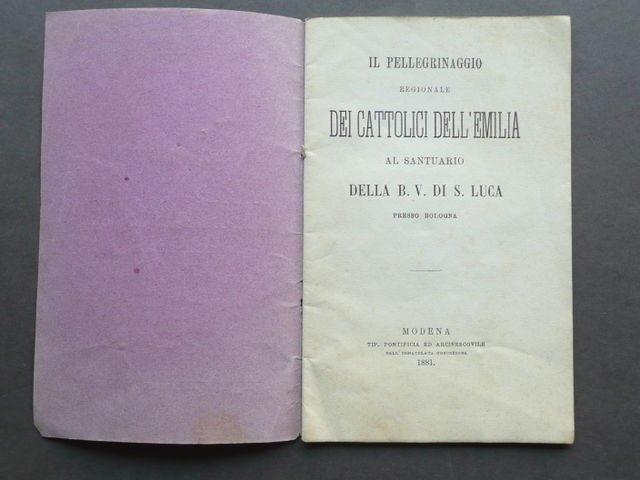 IL PELLEGRINAGGIO
REGIONALE
DEI CATTOLICI DELL'EMILIA
AL SANTUARIO
DELLA B. V. DI S. LUCA
PRESSO BOLOGNA
MODENA
TIP. PONTIFICIA ED ARCIVESCOVILE
DELL'IMMACOLATA CONCEZIONE
1881.